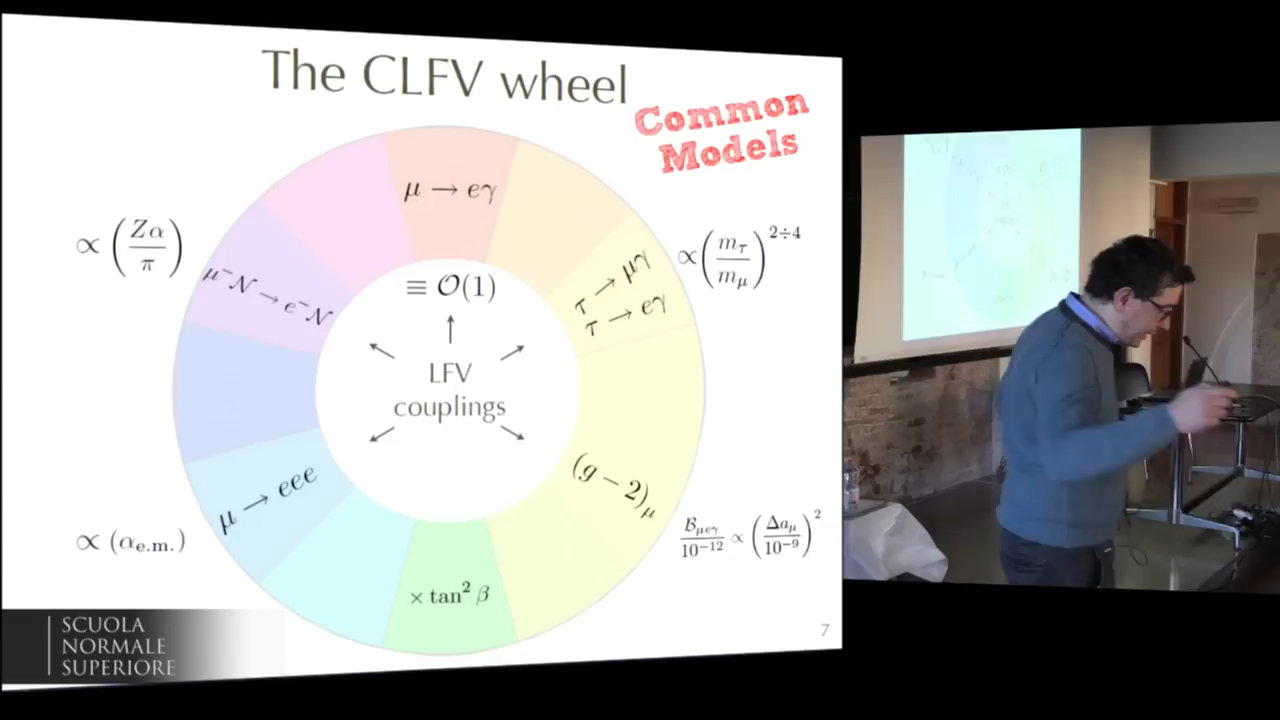 The CLFV wheel
Common
Models
μ → eγ
∝ (Zα/π)
μ⁻N → e⁻N
≡ O(1)
τ → μγ
τ → eγ
∝ (m_τ/m_μ)^{2÷4}
LFV
couplings
μ → eee
(g − 2)_μ
∝ (α_{e.m.})
B_{μeγ}/10⁻¹² ∝ (Δa_μ/10⁻⁹)²
× tan² β
7
SCUOLA
NORMALE
SUPERIORE